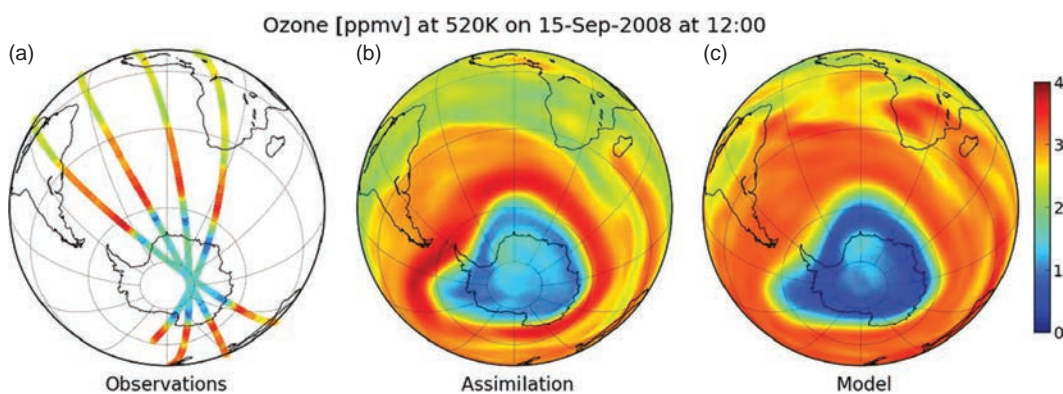 Ozone [ppmv] at 520K on 15-Sep-2008 at 12:00
(a)
(b)
(c)
4
3
2
1
0
Observations
Assimilation
Model